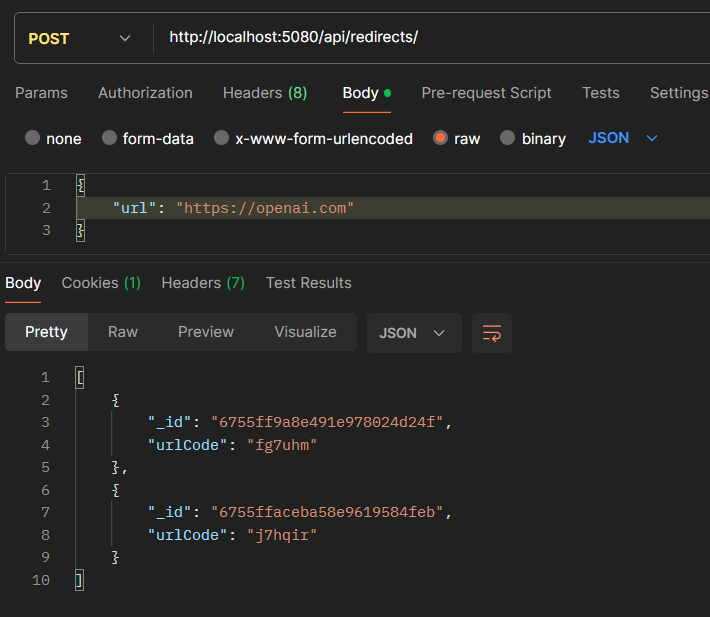 POST http://localhost:5080/api/redirects/
Params Authorization Headers (8) Body Pre-request Script Tests Settings
none form-data x-www-form-urlencoded raw binary JSON
1 {
2 "url": "https://openai.com"
3 }
Body Cookies (1) Headers (7) Test Results
Pretty Raw Preview Visualize JSON
1 [
2 {
3 "_id": "6755ff9a8e491e978024d24f",
4 "urlCode": "fg7uhm"
5 },
6 {
7 "_id": "6755ffaceba58e9619584feb",
8 "urlCode": "j7hqir"
9 }
10 ]